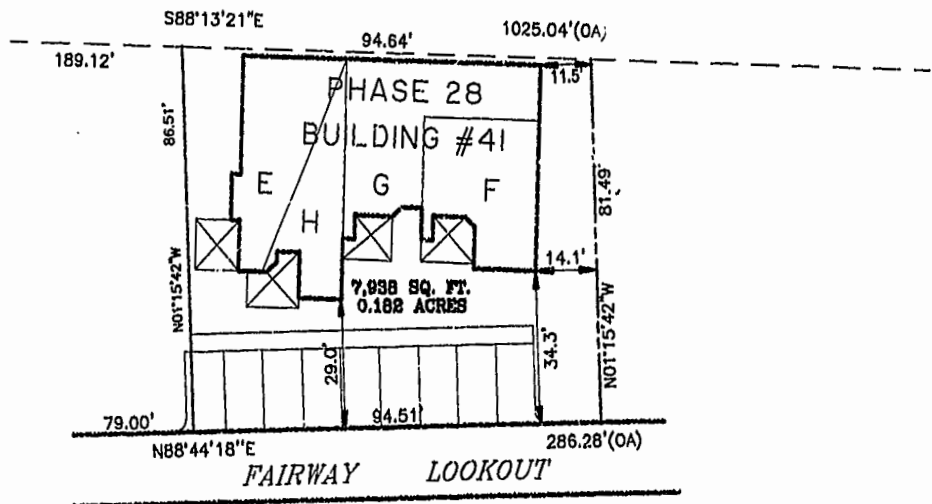 S88°13'21"E
1025.04'(OA)
94.64'
189.12'
11.5'
PHASE 28
86.51'
BUILDING #41
E
G
F
81.49'
H
14.1'
7,938 SQ. FT.
0.182 ACRES
N01°15'42"W
29.0'
34.3'
N01°15'42"W
79.00'
94.51'
N88°44'18"E
286.28'(OA)
FAIRWAY LOOKOUT